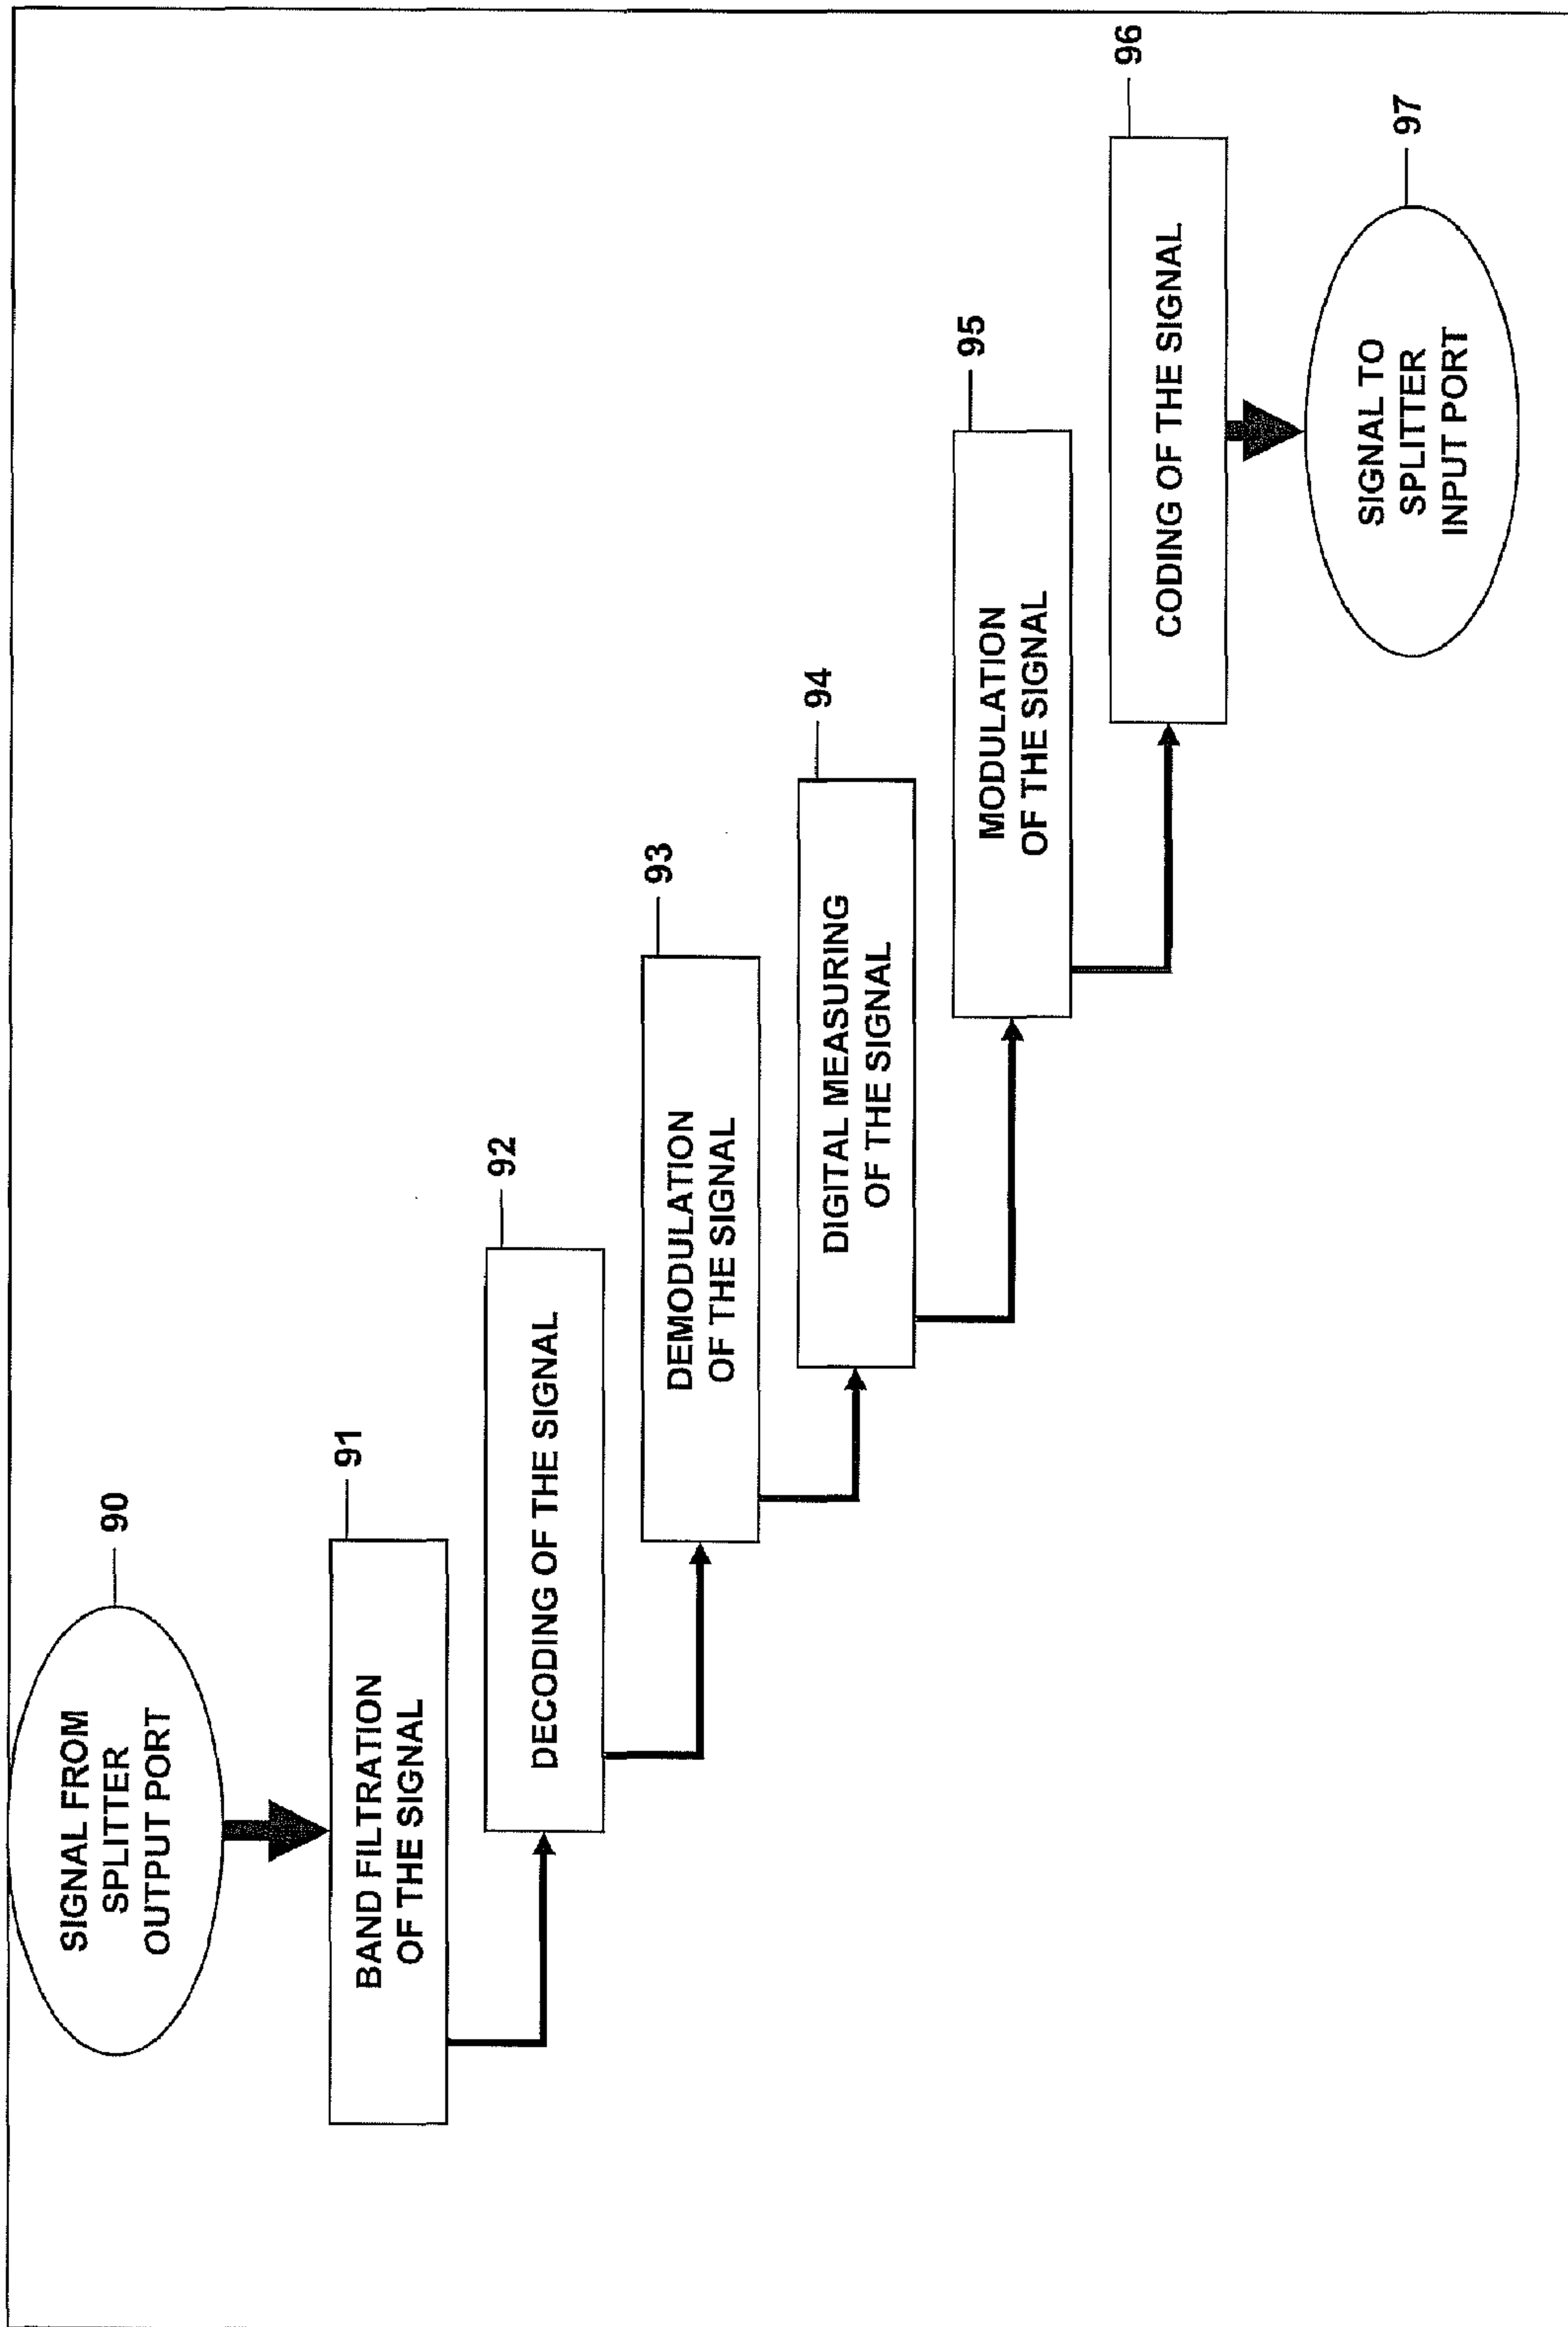 SIGNAL FROM
SPLITTER
OUTPUT PORT
90
BAND FILTRATION
OF THE SIGNAL
91
DECODING OF THE SIGNAL
92
DEMODULATION
OF THE SIGNAL
93
DIGITAL MEASURING
OF THE SIGNAL
94
MODULATION
OF THE SIGNAL
95
CODING OF THE SIGNAL
96
SIGNAL TO
SPLITTER
INPUT PORT
97